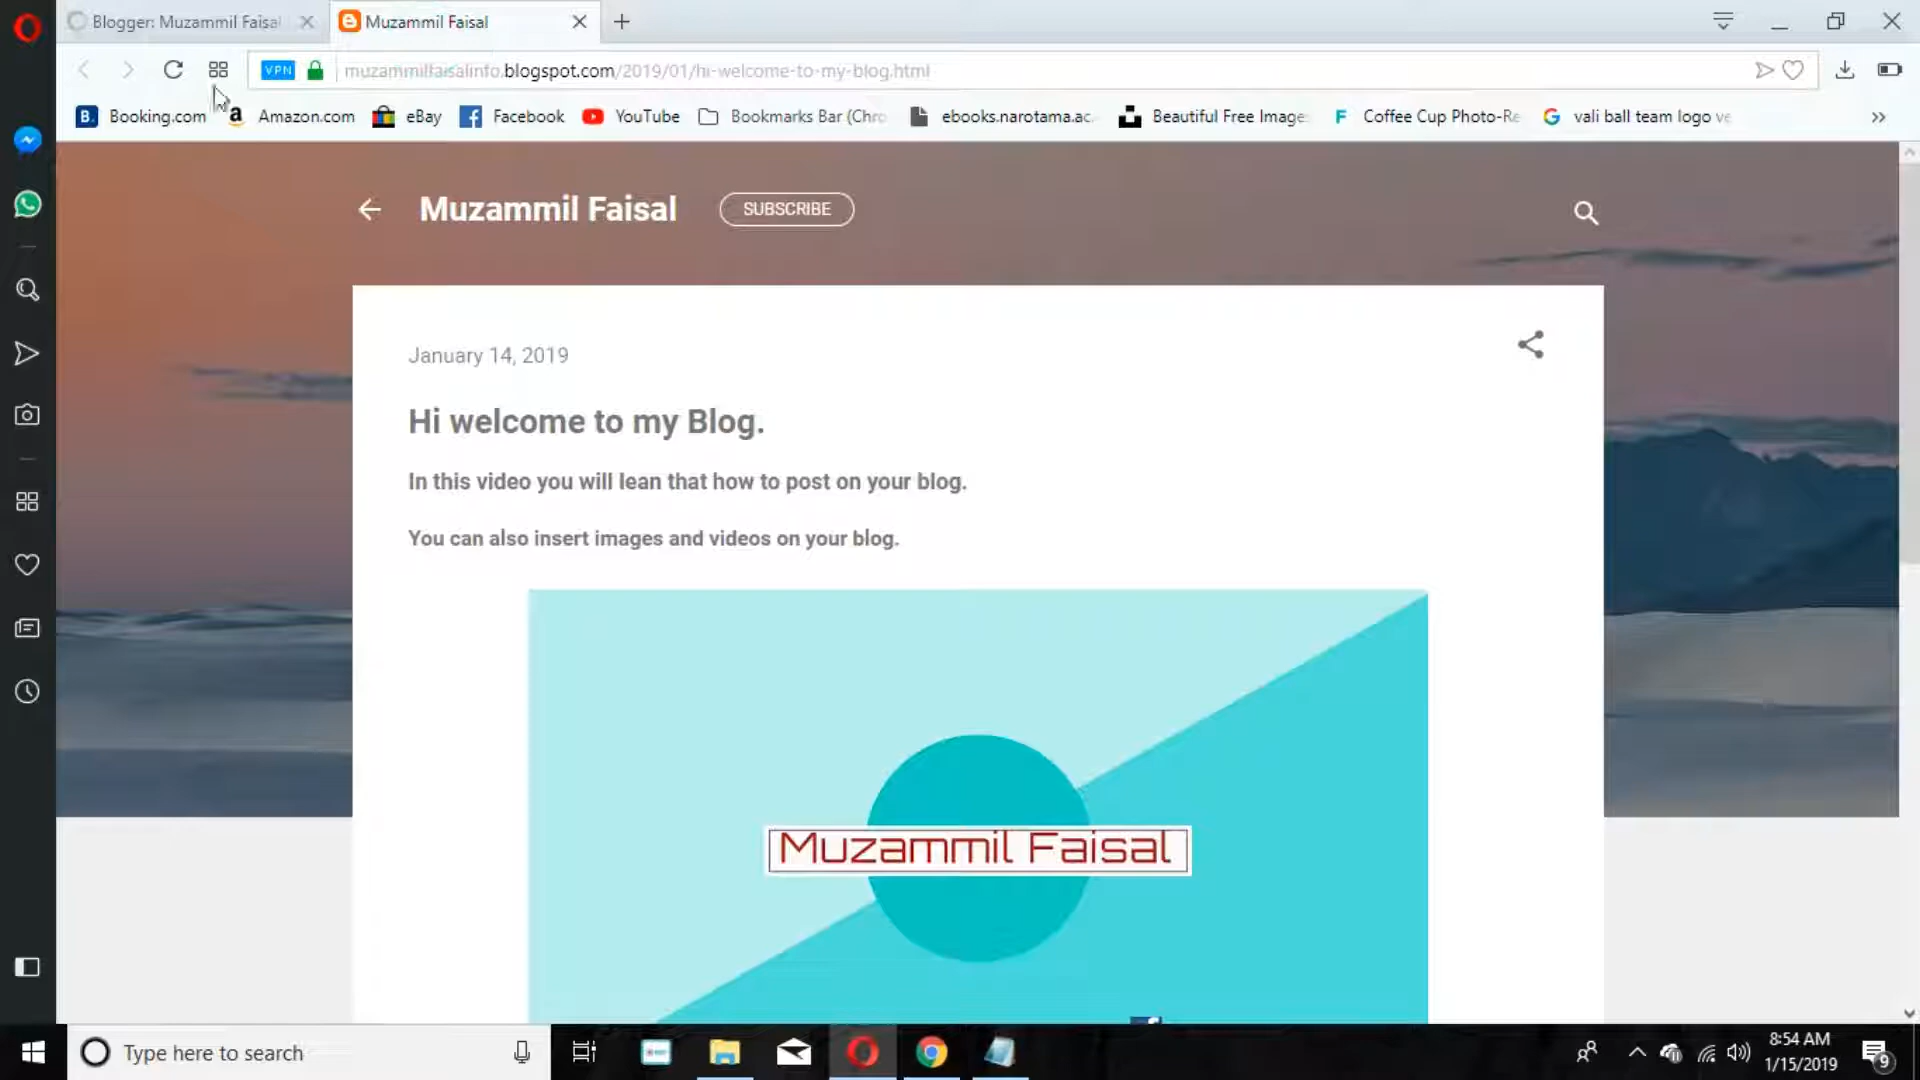 Blogger: Muzammil Faisal
Muzammil Faisal
VPN
muzammilfaisalinfo.blogspot.com/2019/01/hi-welcome-to-my-blog.html
B. Booking.com
a Amazon.com
eBay
Facebook
YouTube
Bookmarks Bar (Chro
ebooks.narotama.ac.
Beautiful Free Image
F Coffee Cup Photo-Re
G vali ball team logo ve
Muzammil Faisal
SUBSCRIBE
January 14, 2019
Hi welcome to my Blog.
In this video you will lean that how to post on your blog.
You can also insert images and videos on your blog.
Muzammil Faisal
Type here to search
8:54 AM
1/15/2019
9